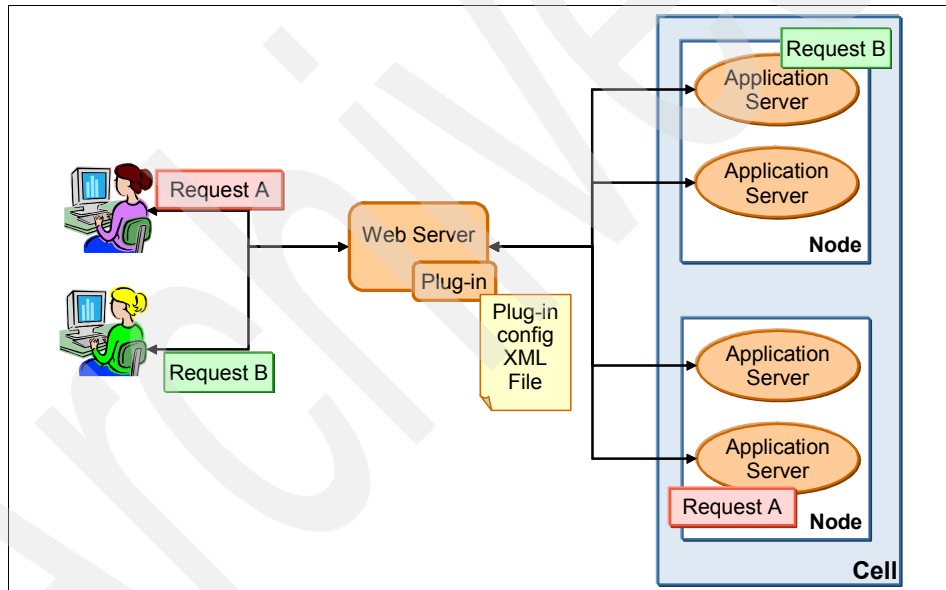 Request A
Request B
Web Server
Plug-in
Plug-in
config
XML
File
Request B
Application
Server
Application
Server
Node
Application
Server
Application
Server
Request A
Node
Cell